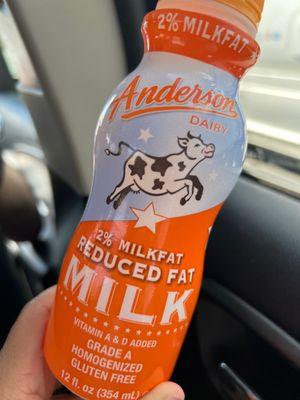 2% MILKFAT
Anderson
DAIRY
2% MILKFAT
REDUCED FAT
MILK
VITAMIN A & D ADDED
GRADE A
HOMOGENIZED
GLUTEN FREE
12 fl. oz (354 mL)